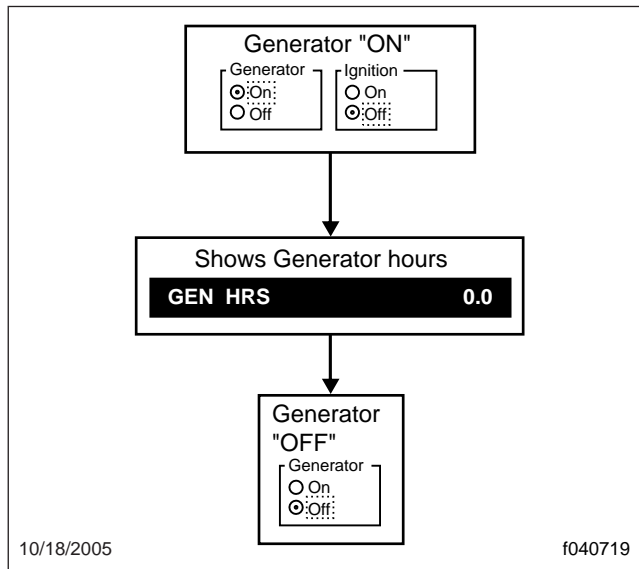 Generator "ON"
Generator Ignition
On On
Off Off
Shows Generator hours
GEN HRS 0.0
Generator
"OFF"
Generator
On
Off
10/18/2005 f040719